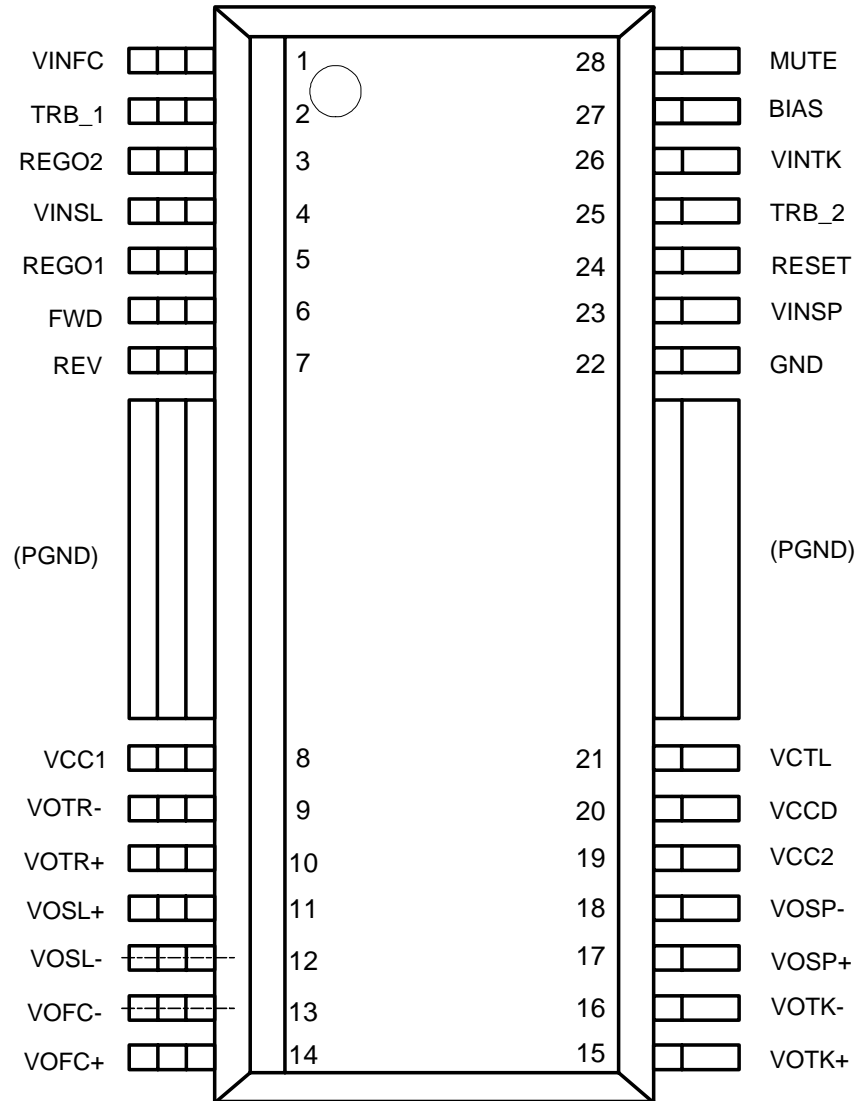 VINFC 1 28 MUTE
TRB_1 2 27 BIAS
REGO2 3 26 VINTK
VINSL 4 25 TRB_2
REGO1 5 24 RESET
FWD 6 23 VINSP
REV 7 22 GND
(PGND) (PGND)
VCC1 8 21 VCTL
VOTR- 9 20 VCCD
VOTR+ 10 19 VCC2
VOSL+ 11 18 VOSP-
VOSL- 12 17 VOSP+
VOFC- 13 16 VOTK-
VOFC+ 14 15 VOTK+